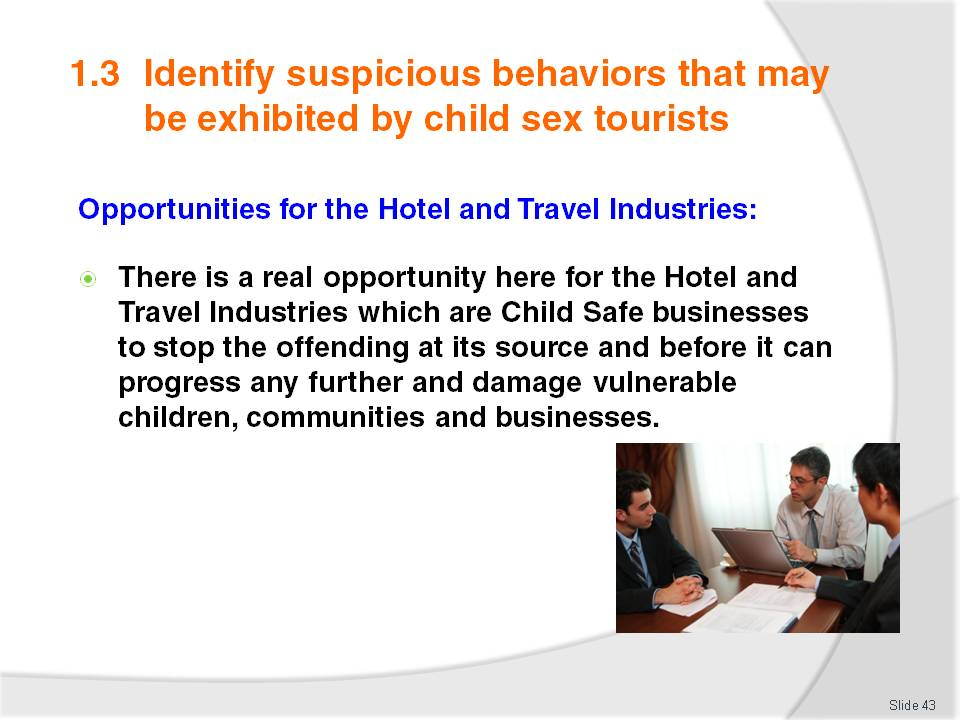 1.3 Identify suspicious behaviors that may
be exhibited by child sex tourists
Opportunities for the Hotel and Travel Industries:
There is a real opportunity here for the Hotel and
Travel Industries which are Child Safe businesses
to stop the offending at its source and before it can
progress any further and damage vulnerable
children, communities and businesses.
Slide 43